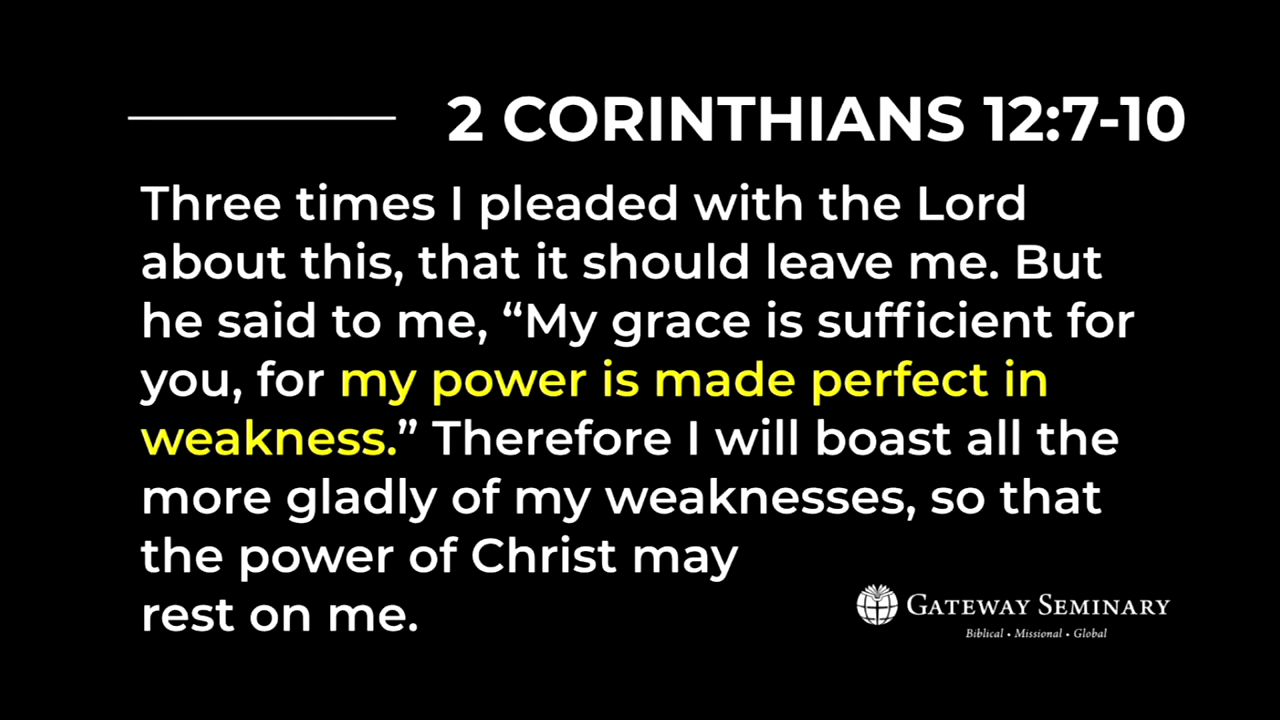 2 CORINTHIANS 12:7-10
Three times I pleaded with the Lord
about this, that it should leave me. But
he said to me, “My grace is sufficient for
you, for my power is made perfect in
weakness.” Therefore I will boast all the
more gladly of my weaknesses, so that
the power of Christ may
rest on me.
GATEWAY SEMINARY
Biblical • Missional • Global